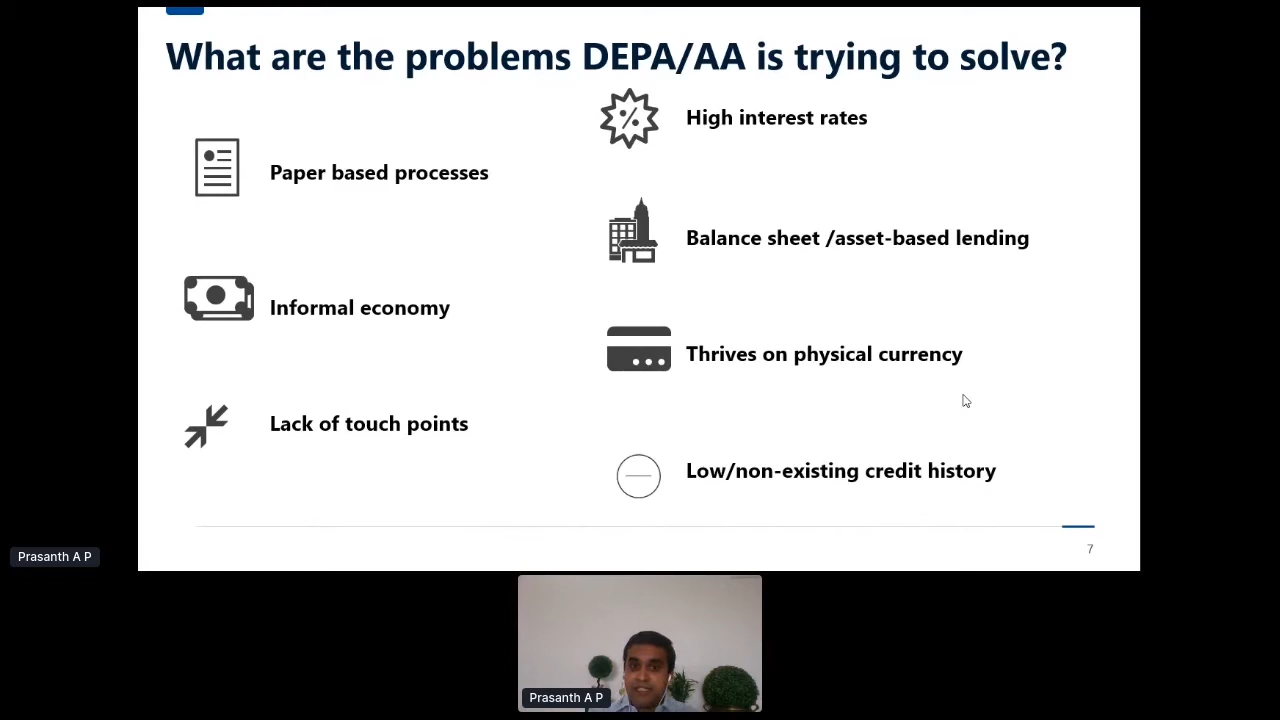 What are the problems DEPA/AA is trying to solve?
Paper based processes
Informal economy
Lack of touch points
High interest rates
Balance sheet /asset-based lending
Thrives on physical currency
Low/non-existing credit history
7
Prasanth A P
Prasanth A P